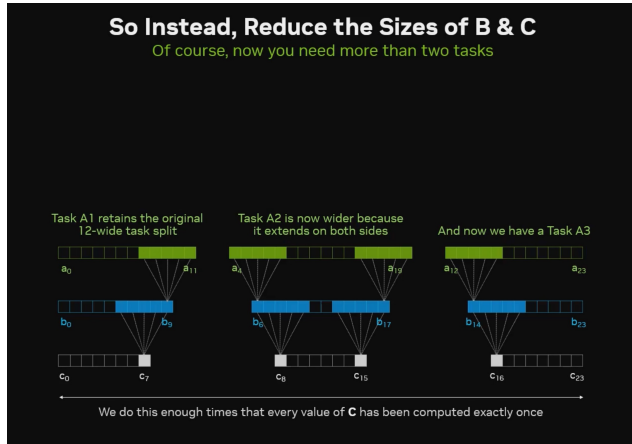 So Instead, Reduce the Sizes of B & C
Of course, now you need more than two tasks
Task A1 retains the original
12-wide task split
Task A2 is now wider because
it extends on both sides
And now we have a Task A3
a₀ a₁₁ a₄ a₁₉ a₁₂ a₂₃
b₀ b₉ b₆ b₁₇ b₁₄ b₂₃
c₀ c₇ c₈ c₁₅ c₁₆ c₂₃
We do this enough times that every value of C has been computed exactly once